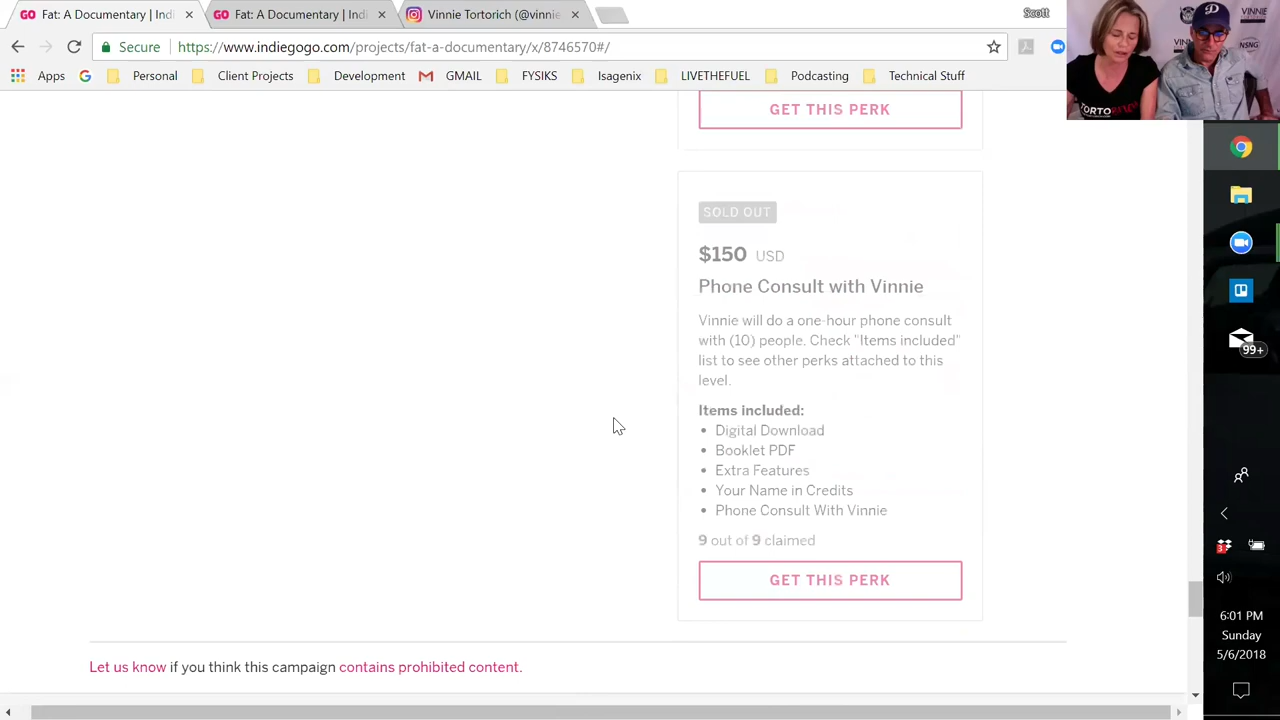 Fat: A Documentary | Indi
Fat: A Documentary | Indi
Vinnie Tortorich (@vinnie
Scott
Secure
https://www.indiegogo.com/projects/fat-a-documentary/x/8746570#/
Apps
Personal
Client Projects
Development
GMAIL
FYSIKS
Isagenix
LIVETHEFUEL
Podcasting
Technical Stuff
GET THIS PERK
SOLD OUT
$150 USD
Phone Consult with Vinnie
Vinnie will do a one-hour phone consult
with (10) people. Check "Items included"
list to see other perks attached to this
level.
Items included:
• Digital Download
• Booklet PDF
• Extra Features
• Your Name in Credits
• Phone Consult With Vinnie
9 out of 9 claimed
GET THIS PERK
Let us know if you think this campaign contains prohibited content.
VINNIE
NSNG
99+
3
6:01 PM
Sunday
5/6/2018